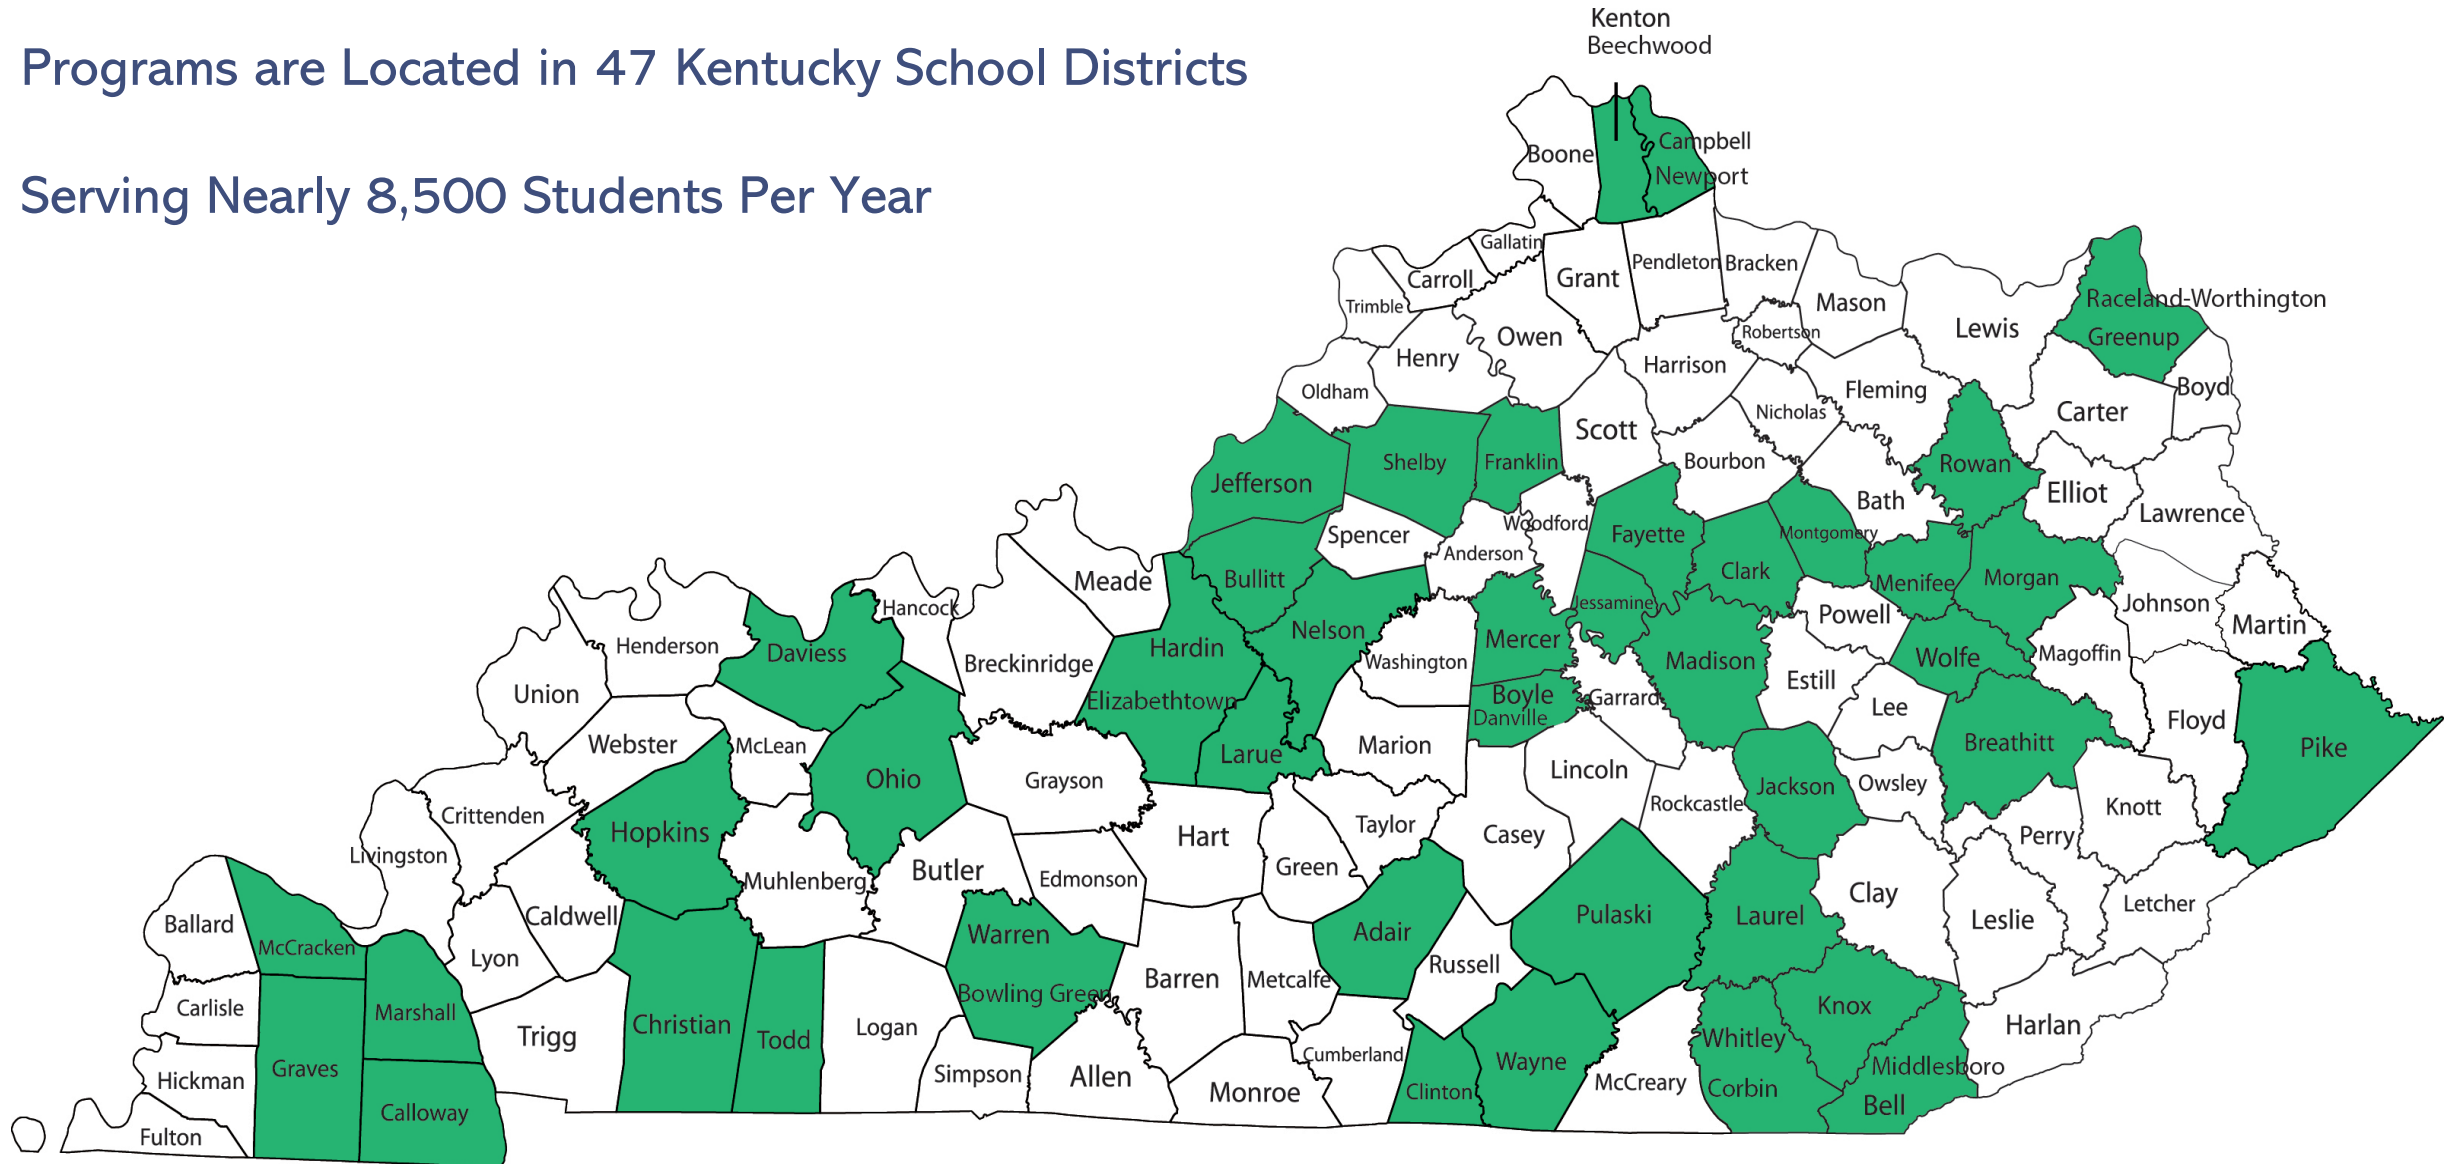 Programs are Located in 47 Kentucky School Districts
Serving Nearly 8,500 Students Per Year
Kenton
Beechwood
Boone
Campbell
Newport
Gallatin
Carroll
Grant
Pendleton
Bracken
Trimble
Mason
Raceland-Worthington
Robertson
Lewis
Greenup
Owen
Henry
Harrison
Oldham
Fleming
Boyd
Nicholas
Carter
Scott
Jefferson
Shelby
Franklin
Bourbon
Rowan
Bath
Elliot
Lawrence
Spencer
Woodford
Fayette
Montgomery
Anderson
Meade
Bullitt
Clark
Menifee
Morgan
Hancock
Jessamine
Powell
Johnson
Martin
Henderson
Daviess
Breckinridge
Hardin
Nelson
Mercer
Washington
Madison
Wolfe
Magoffin
Union
Elizabethtown
Boyle
Danville
Garrard
Estill
Lee
Floyd
Webster
McLean
Ohio
Grayson
Larue
Marion
Lincoln
Breathitt
Pike
Jackson
Owsley
Rockcastle
Knott
Crittenden
Hopkins
Hart
Taylor
Casey
Perry
Livingston
Muhlenberg
Butler
Edmonson
Green
Clay
Letcher
Ballard
Caldwell
McCracken
Warren
Adair
Pulaski
Laurel
Leslie
Lyon
Bowling Green
Barren
Metcalfe
Russell
Carlisle
Marshall
Trigg
Christian
Todd
Logan
Knox
Harlan
Whitley
Cumberland
Wayne
Middlesboro
Hickman
Graves
Simpson
Allen
Monroe
Clinton
McCreary
Corbin
Bell
Calloway
Fulton